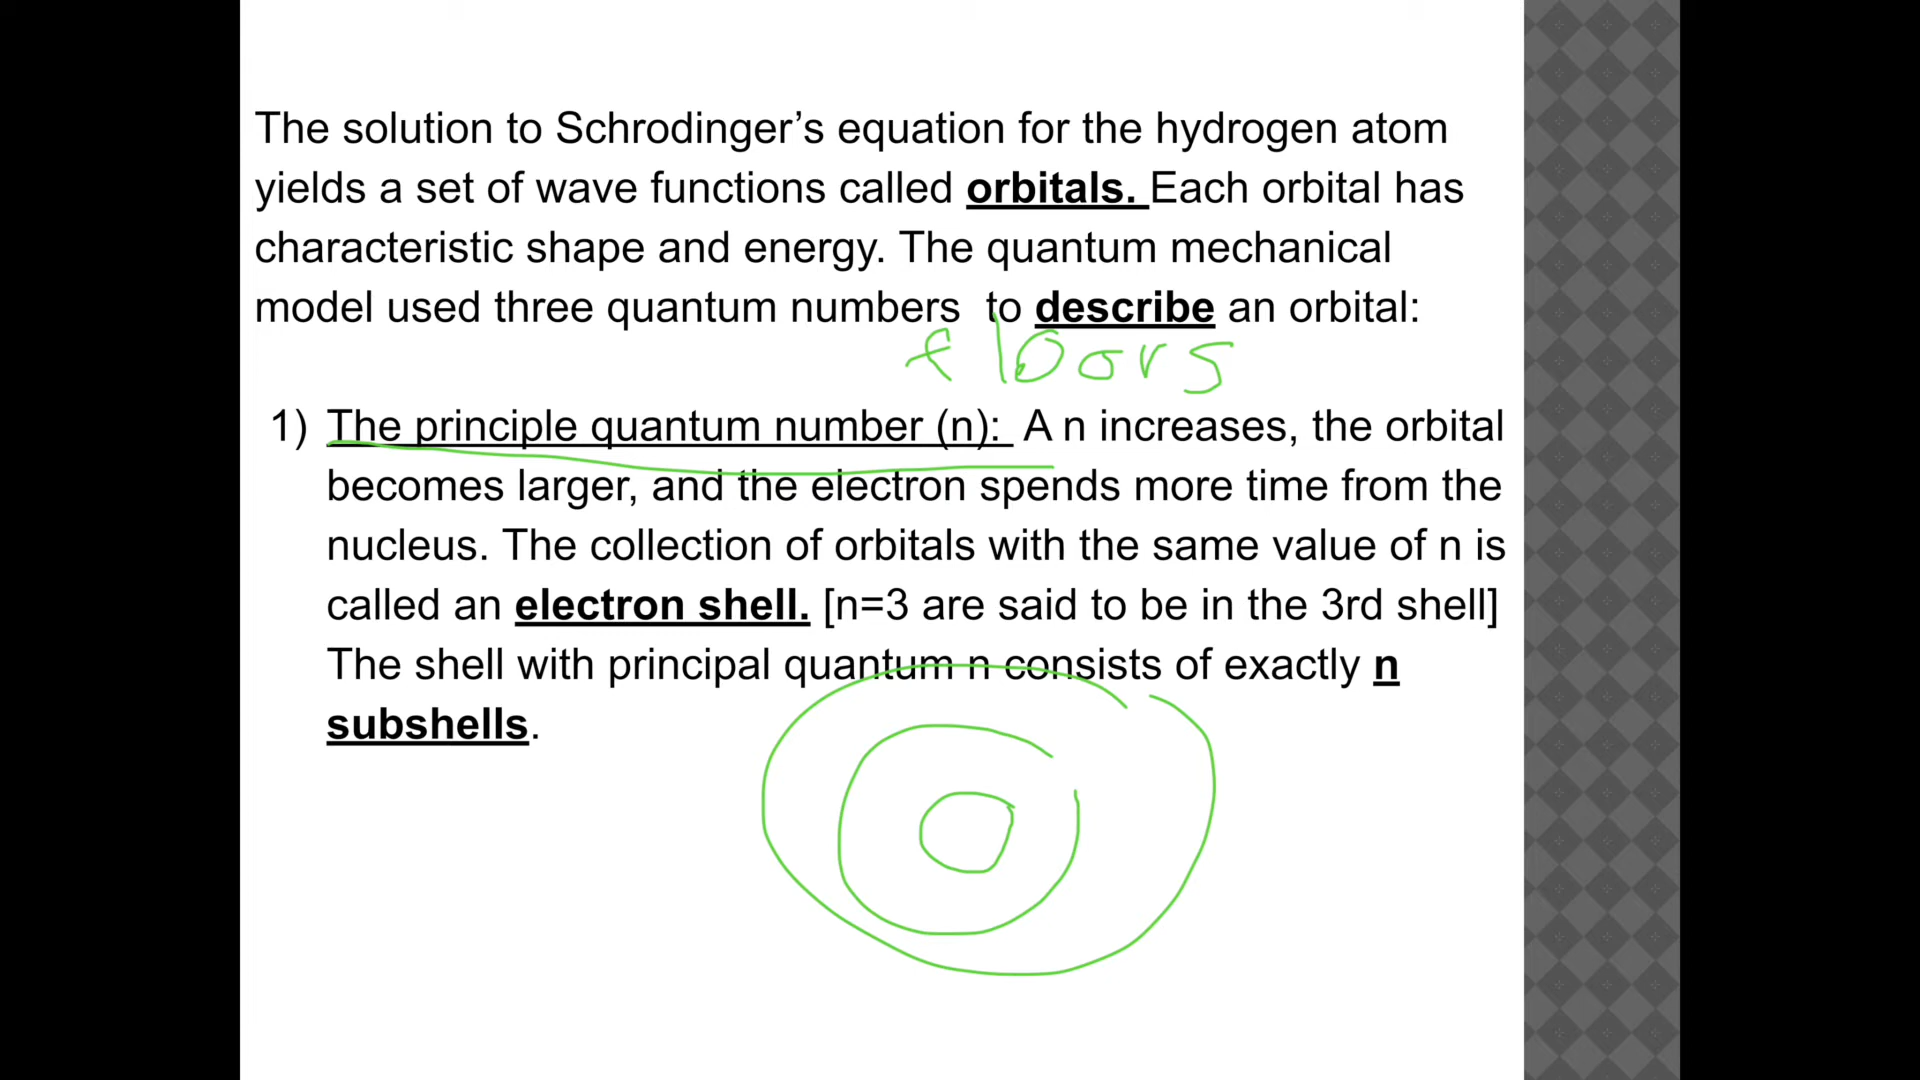 The solution to Schrodinger’s equation for the hydrogen atom
yields a set of wave functions called orbitals. Each orbital has
characteristic shape and energy. The quantum mechanical
model used three quantum numbers to describe an orbital:
floors
1) The principle quantum number (n): A n increases, the orbital
becomes larger, and the electron spends more time from the
nucleus. The collection of orbitals with the same value of n is
called an electron shell. [n=3 are said to be in the 3rd shell]
The shell with principal quantum n consists of exactly n
subshells.